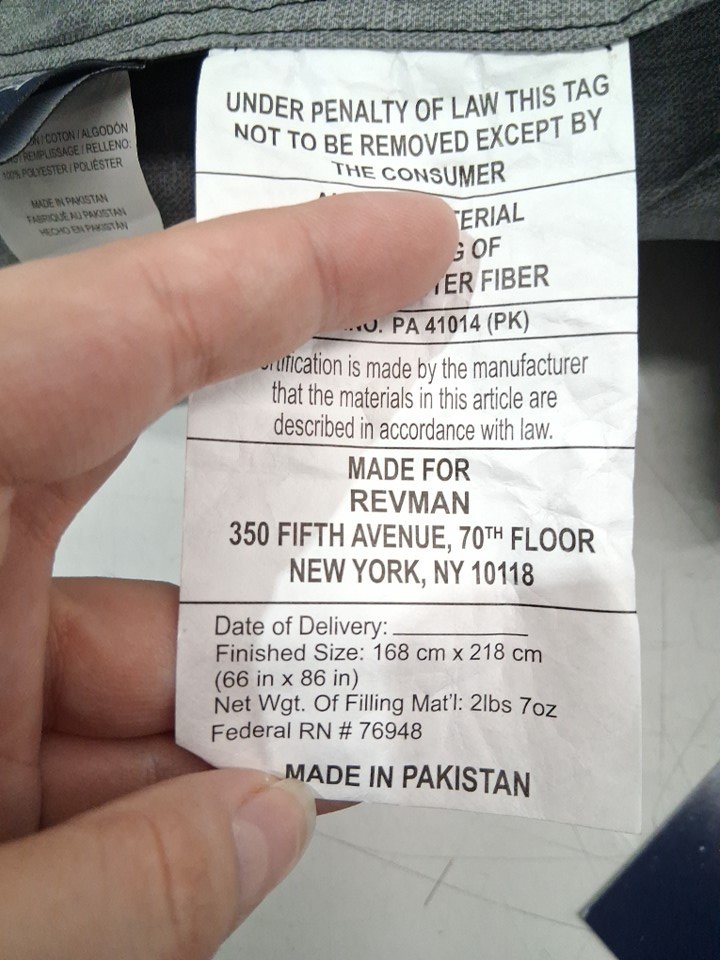 UNDER PENALTY OF LAW THIS TAG
NOT TO BE REMOVED EXCEPT BY
THE CONSUMER
OF
FIBER
PA 41014 (PK)
is made by the manufacturer
that the materials in this article are
described in accordance with law.
MADE FOR
REVMAN
350 FIFTH AVENUE, 70TH FLOOR
NEW YORK, NY 10118
Date of Delivery:
Finished Size: 168 cm x 218 cm
(66 in x 86 in)
Net Wgt. Of Filling Mat'l: 2lbs 7oz
Federal RN # 76948
MADE IN PAKISTAN
/ COTON / ALGODÓN
/ REMPLISSAGE / RELLENO:
100% POLYESTER / POLIÉSTER
MADE IN PAKISTAN
FABRIQUÉ AU PAKISTAN
HECHO EN PAKISTÁN